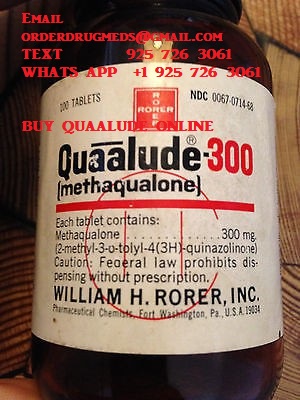 Email
orderdrugmeds@gmail.com
Text 925 726 3061
Whats app +1 925 726 3061
100 TABLETS
RORER
RORER
NDC 0067-0714-68
Buy Quaalude online
Quaalude®-300
(methaqualone)
Each tablet contains:
Methaqualone ................300 mg.
(2-methyl-3-o-tolyl-4(3H)-quinazolinone)
Caution: Federal law prohibits dis-
pensing without prescription.
WILLIAM H. RORER, INC.
Pharmaceutical Chemists, Fort Washington, Pa., U.S.A. 19034